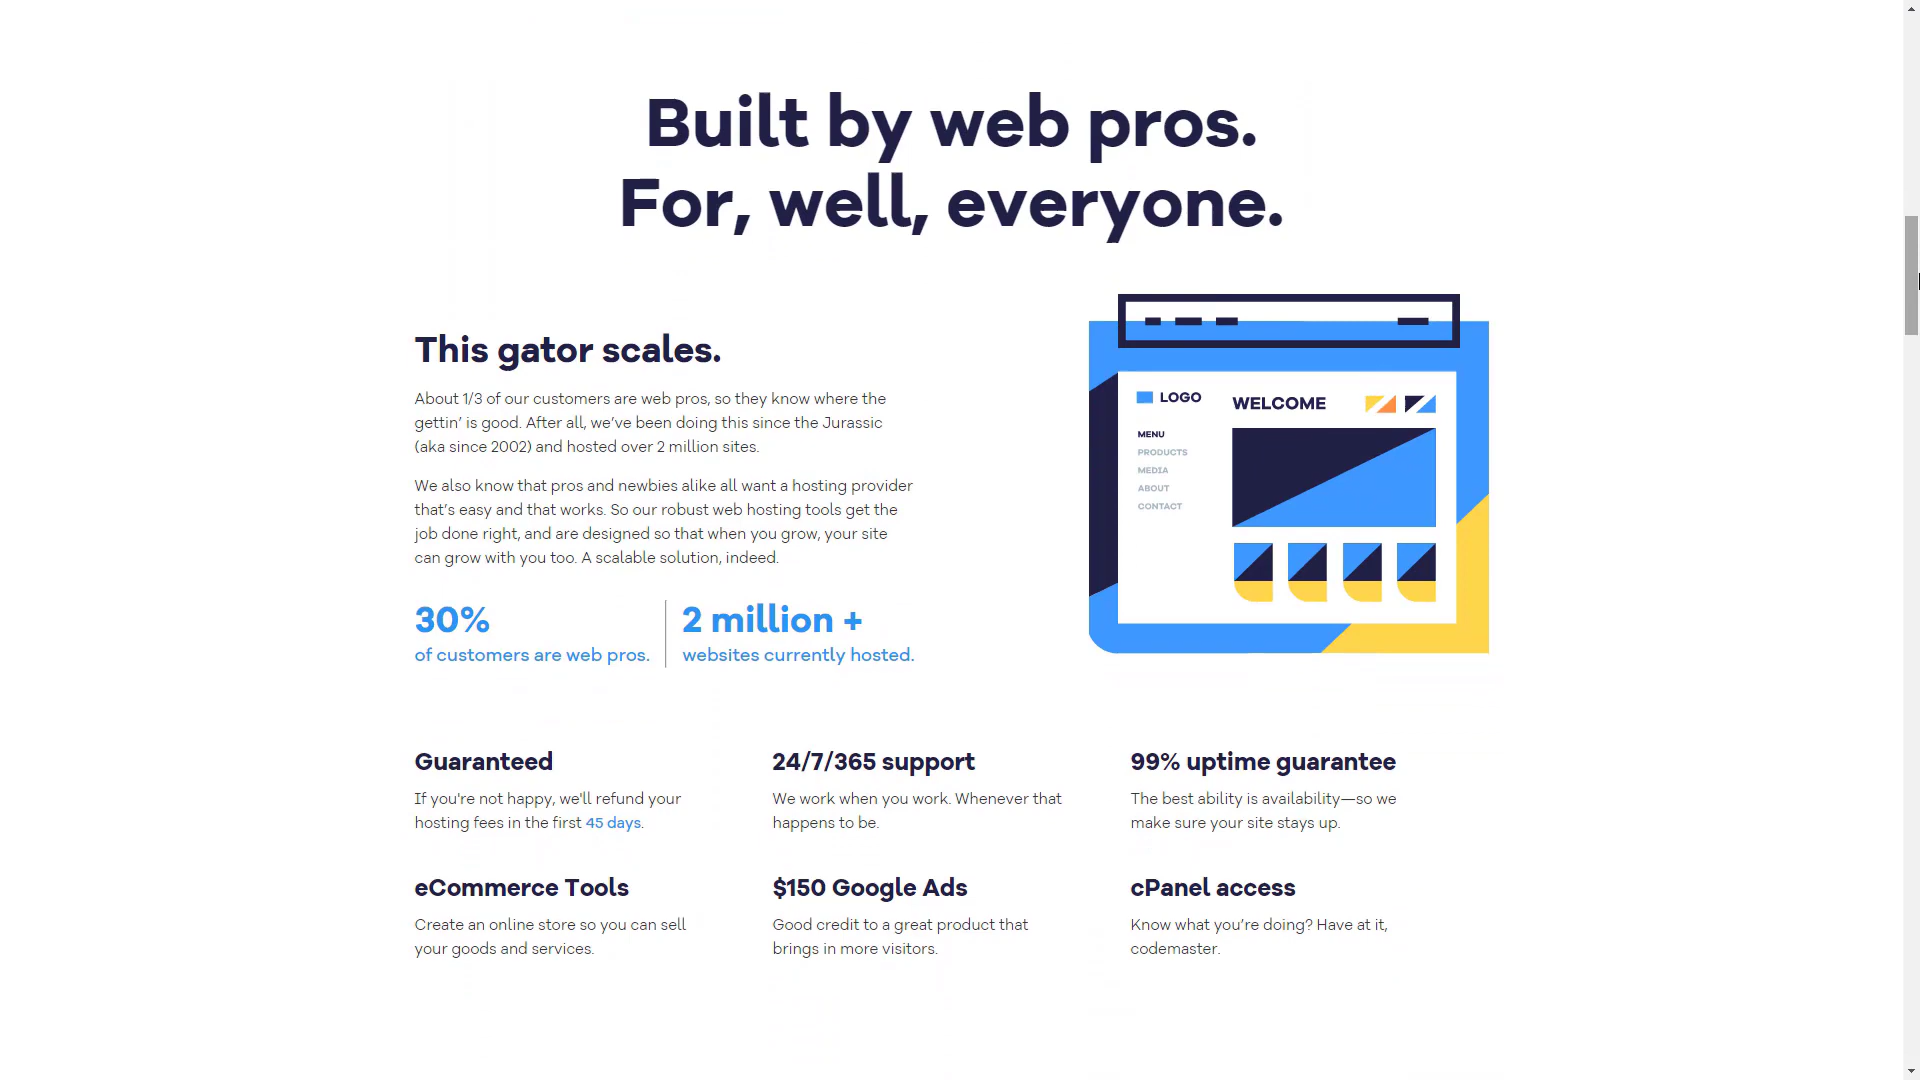 Built by web pros.
For, well, everyone.
This gator scales.
About 1/3 of our customers are web pros, so they know where the
gettin’ is good. After all, we’ve been doing this since the Jurassic
(aka since 2002) and hosted over 2 million sites.
We also know that pros and newbies alike all want a hosting provider
that’s easy and that works. So our robust web hosting tools get the
job done right, and are designed so that when you grow, your site
can grow with you too. A scalable solution, indeed.
30%
of customers are web pros.
2 million +
websites currently hosted.
LOGO
WELCOME
MENU
PRODUCTS
MEDIA
ABOUT
CONTACT
Guaranteed
If you're not happy, we'll refund your
hosting fees in the first 45 days.
24/7/365 support
We work when you work. Whenever that
happens to be.
99% uptime guarantee
The best ability is availability—so we
make sure your site stays up.
eCommerce Tools
Create an online store so you can sell
your goods and services.
$150 Google Ads
Good credit to a great product that
brings in more visitors.
cPanel access
Know what you’re doing? Have at it,
codemaster.